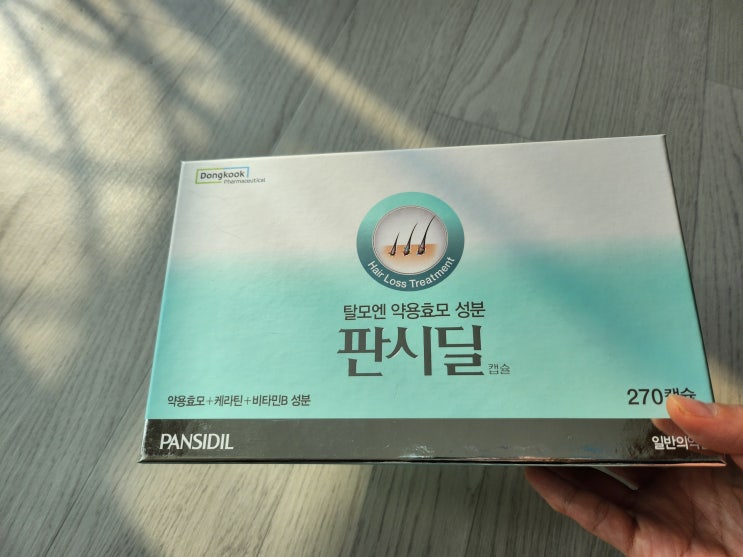 Dongkook
Pharmaceutical
Hair Loss Treatment
탈모엔 약용효모 성분
판시딜
캡슐
약용효모+케라틴+비타민B 성분
270캡슐
PANSIDIL